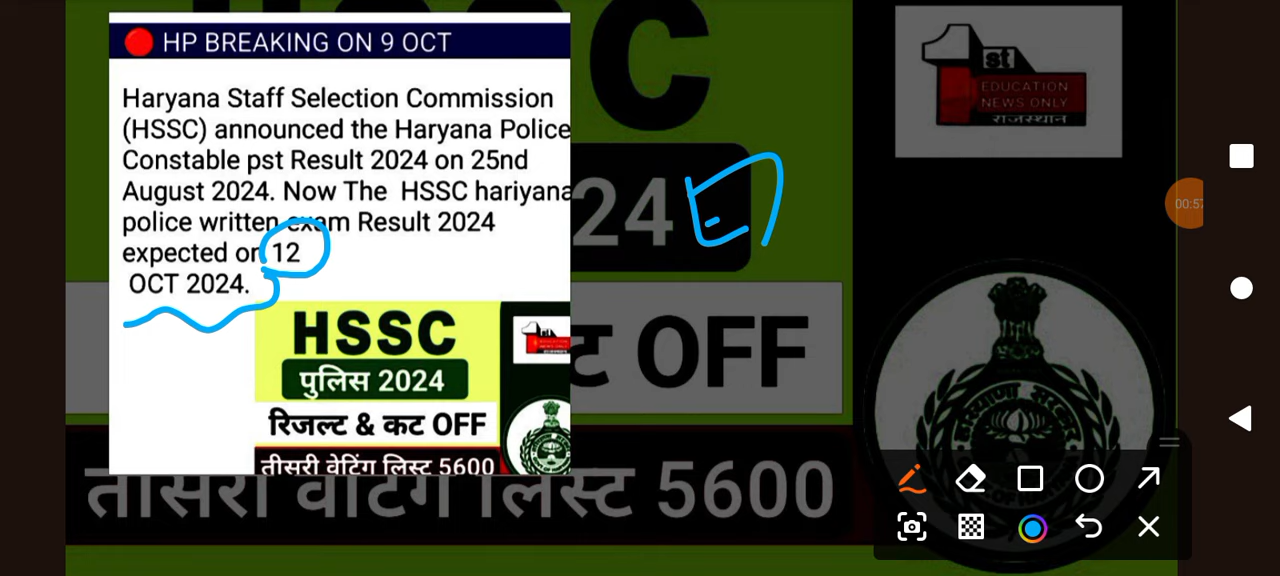 HP BREAKING ON 9 OCT
Haryana Staff Selection Commission
(HSSC) announced the Haryana Police
Constable pst Result 2024 on 25nd
August 2024. Now The HSSC hariyana
police written exam Result 2024
expected on 12
OCT 2024.
HSSC
पुलिस 2024
रिजल्ट & कट OFF
तीसरी वेटिंग लिस्ट 5600
24
OFF
तीसरी वेटिंग लिस्ट 5600
1st
EDUCATION
NEWS ONLY
राजस्थान
हरियाणा सरकार
00:57